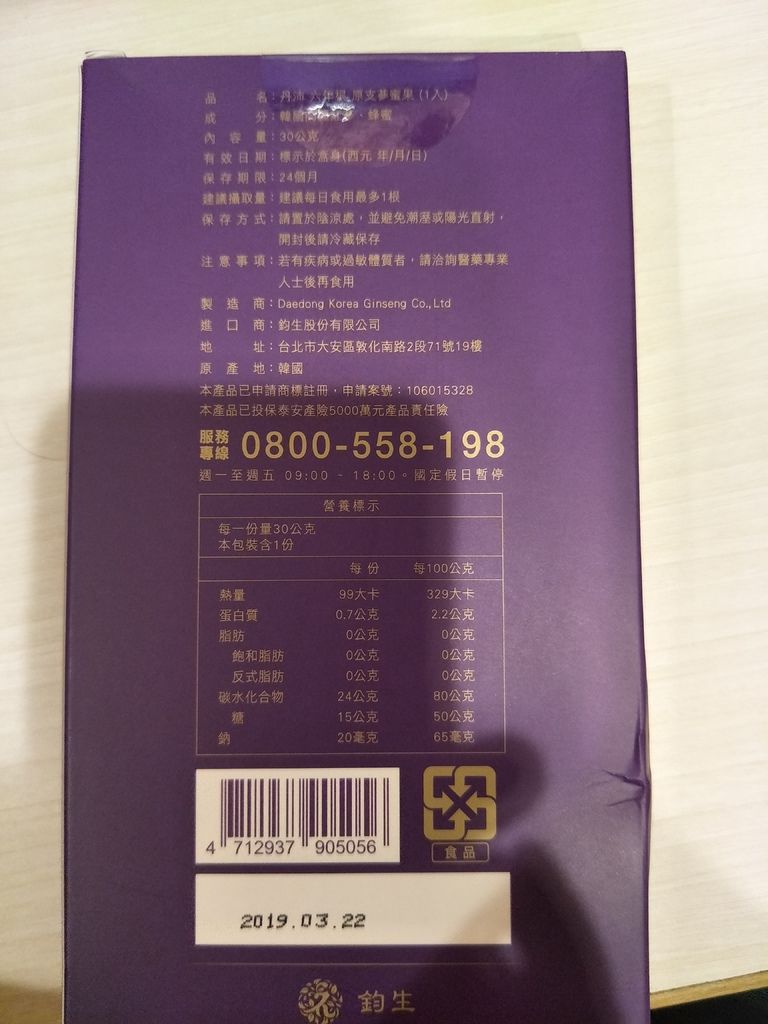 品名：丹沛 六年根 原支蔘蜜果 (1入)
成分：韓國 、蜂蜜
內容量：30公克
有效日期：標示於盒身(西元 年/月/日)
保存期限：24個月
建議攝取量：建議每日食用最多1根
保存方式：請置於陰涼處，並避免潮溼或陽光直射，
開封後請冷藏保存
注意事項：若有疾病或過敏體質者，請洽詢醫藥專業
人士後再食用
製造商：Daedong Korea Ginseng Co., Ltd
進口商：鈞生股份有限公司
地址：台北市大安區敦化南路2段71號19樓
原產地：韓國
本產品已申請商標註冊，申請案號：106015328
本產品已投保泰安產險5000萬元產品責任險
服務專線 0800-558-198
週一至週五 09:00 - 18:00。國定假日暫停
營養標示
每一份量30公克
本包裝含1份
每份 每100公克
熱量 99大卡 329大卡
蛋白質 0.7公克 2.2公克
脂肪 0公克 0公克
飽和脂肪 0公克 0公克
反式脂肪 0公克 0公克
碳水化合物 24公克 80公克
糖 15公克 50公克
鈉 20毫克 65毫克
4 712937 905056
食品
2019.03.22
鈞生